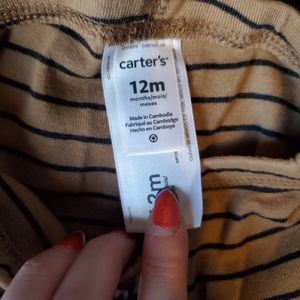 carter's
12m
months/mois/
meses
Made in Cambodia
Fabriqué au Cambodge
Hecho en Camboya